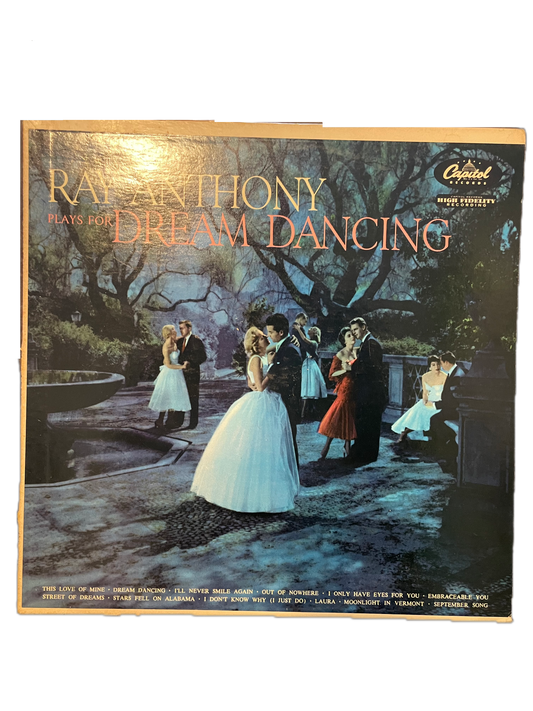 Capitol
RECORDS
HIGH FIDELITY
RECORDING
RAY ANTHONY
PLAYS FOR DREAM DANCING
THIS LOVE OF MINE · DREAM DANCING · I'LL NEVER SMILE AGAIN · OUT OF NOWHERE · I ONLY HAVE EYES FOR YOU · EMBRACEABLE YOU
STREET OF DREAMS · STARS FELL ON ALABAMA · I DON'T KNOW WHY (I JUST DO) · LAURA · MOONLIGHT IN VERMONT · SEPTEMBER SONG